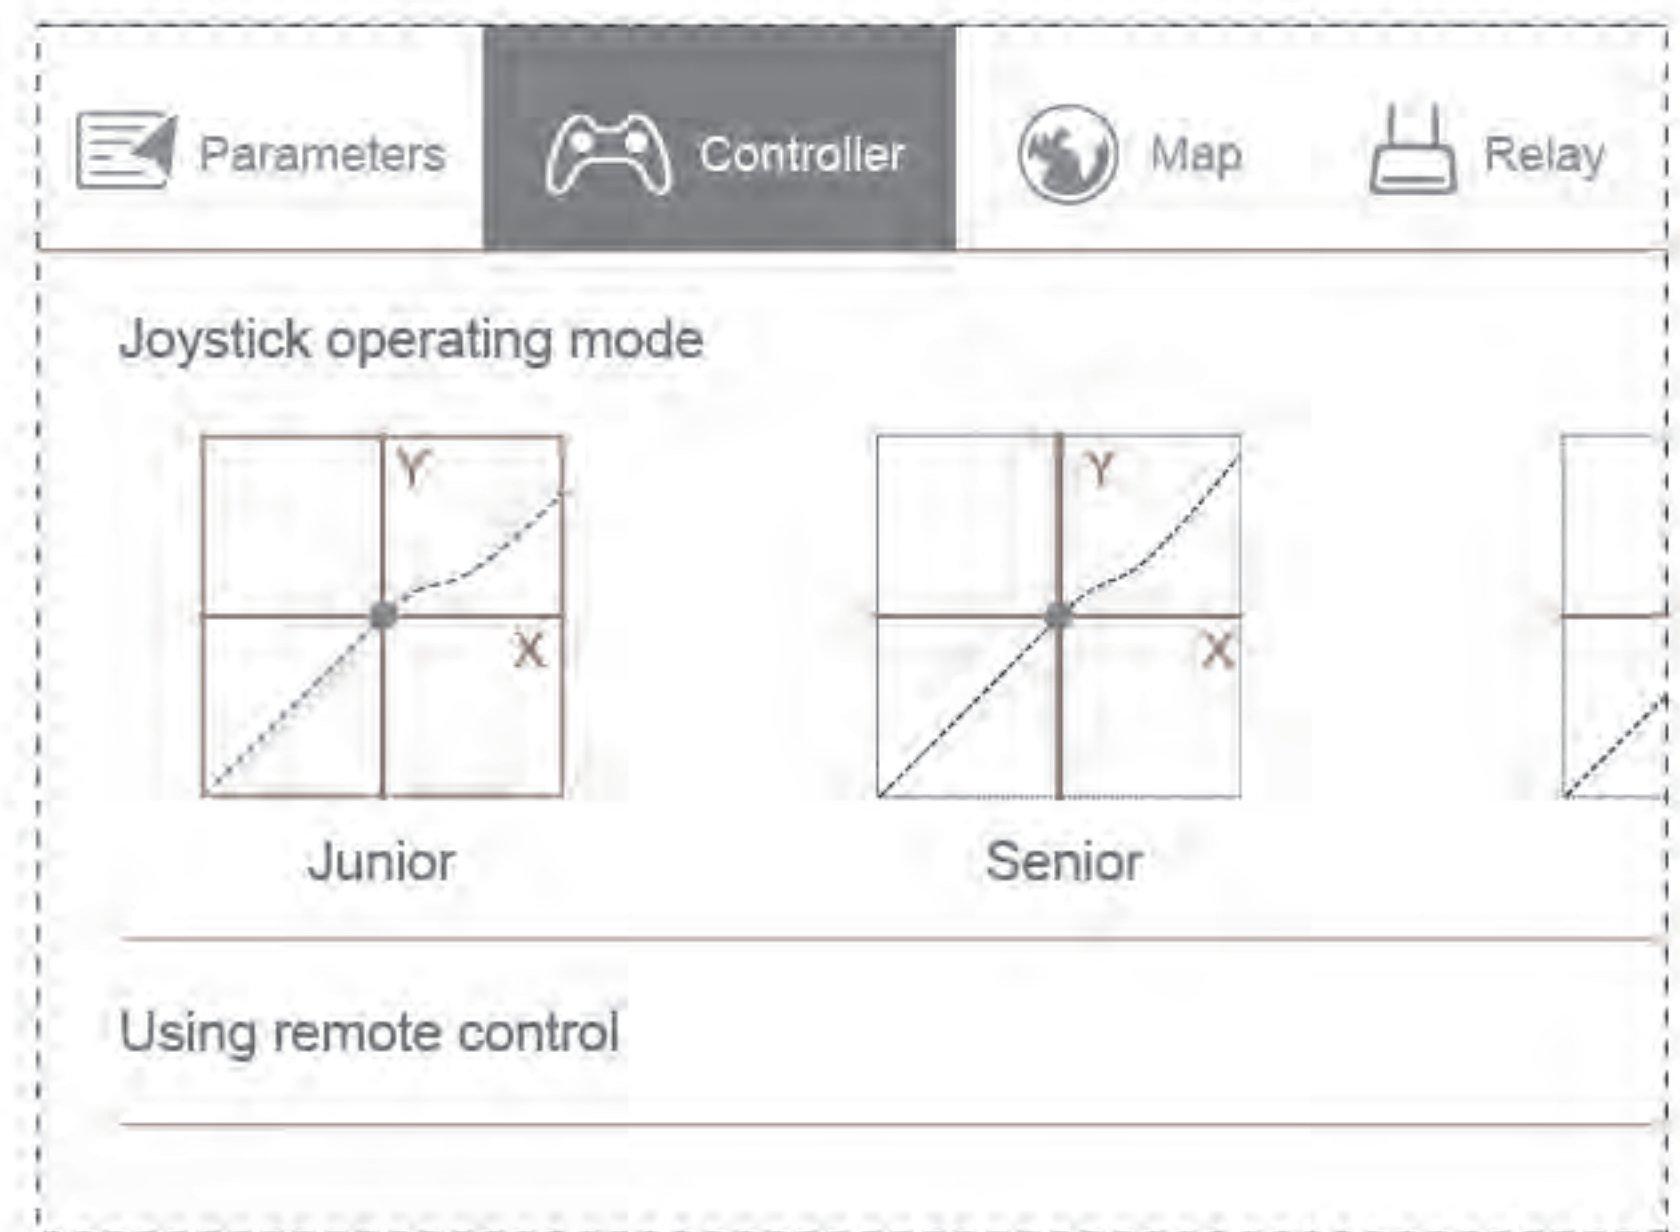 Parameters Controller Map Relay
Joystick operating mode
Y Y
X X
Junior Senior
Using remote control